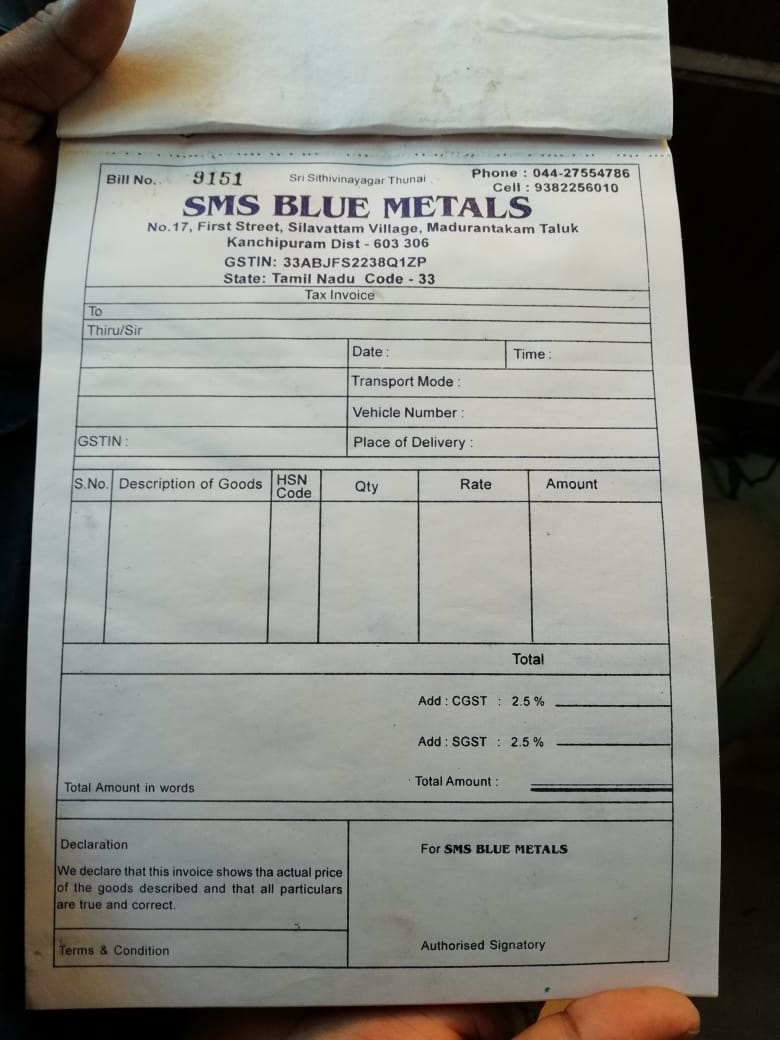 Bill No. 9151 Sri Sithivinayagar Thunai Phone : 044-27554786
Cell : 9382256010
SMS BLUE METALS
No.17, First Street, Silavattam Village, Madurantakam Taluk
Kanchipuram Dist - 603 306
GSTIN: 33ABJFS2238Q1ZP
State: Tamil Nadu Code - 33
Tax Invoice
To
Thiru/Sir
Date : Time :
Transport Mode :
Vehicle Number :
GSTIN : Place of Delivery :
S.No. Description of Goods HSN Code Qty Rate Amount
Total
Add : CGST : 2.5 %
Add : SGST : 2.5 %
Total Amount in words Total Amount :
Declaration
We declare that this invoice shows tha actual price
of the goods described and that all particulars
are true and correct.
Terms & Condition
For SMS BLUE METALS
Authorised Signatory